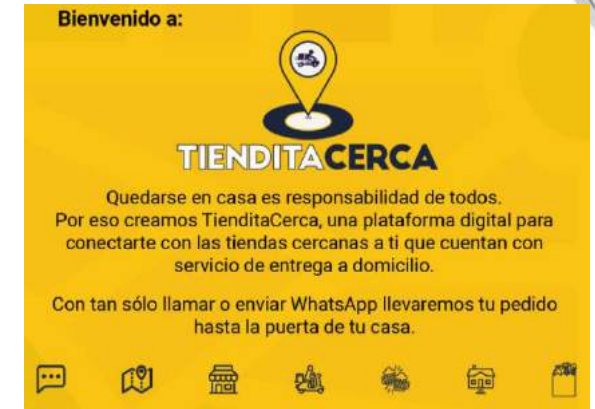 Bienvenido a:
TIENDITACERCA
Quedarse en casa es responsabilidad de todos.
Por eso creamos TienditaCerca, una plataforma digital para
conectarte con las tiendas cercanas a ti que cuentan con
servicio de entrega a domicilio.
Con tan sólo llamar o enviar WhatsApp llevaremos tu pedido
hasta la puerta de tu casa.